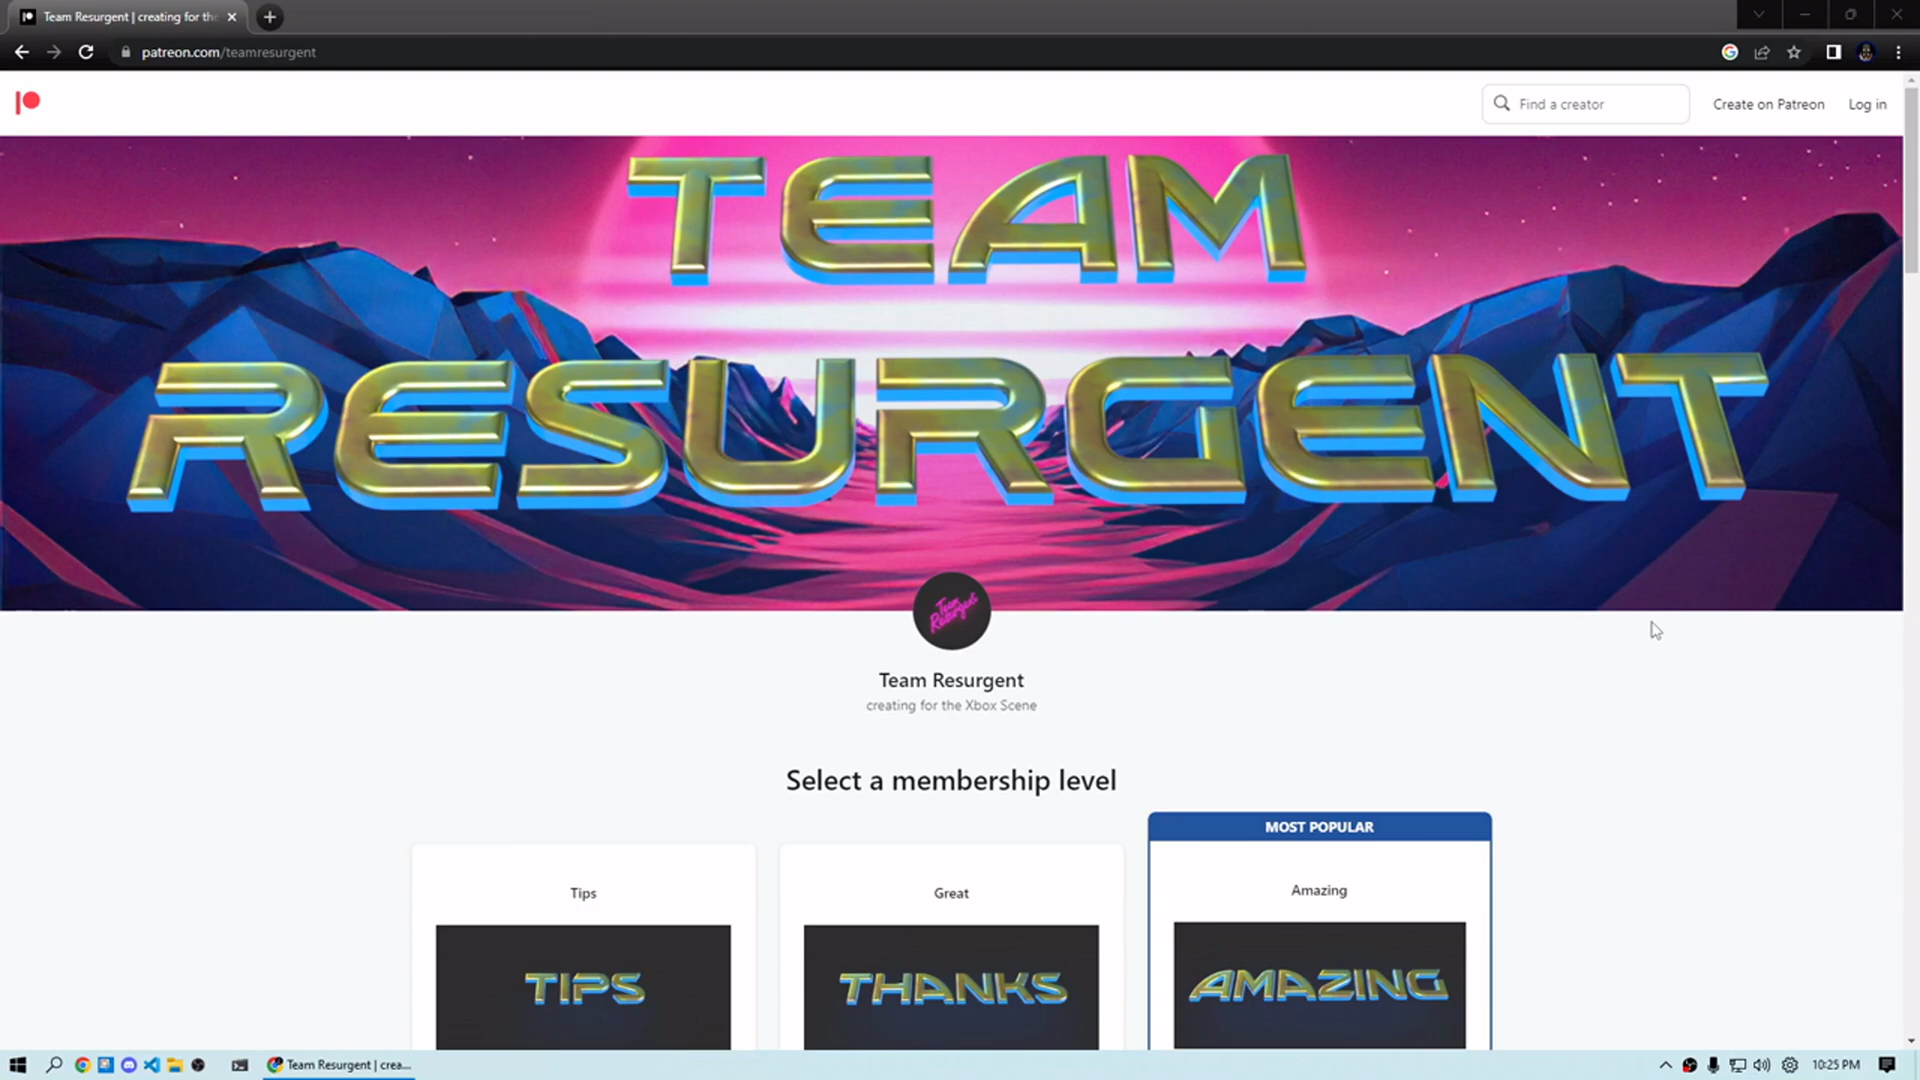 Team Resurgent | creating for the
patreon.com/teamresurgent
Find a creator
Create on Patreon
Log in
TEAM
RESURGENT
Team
Resurgent
Team Resurgent
creating for the Xbox Scene
Select a membership level
MOST POPULAR
Tips
Great
Amazing
TIPS
THANKS
AMAZING
Team Resurgent | crea...
10:25 PM